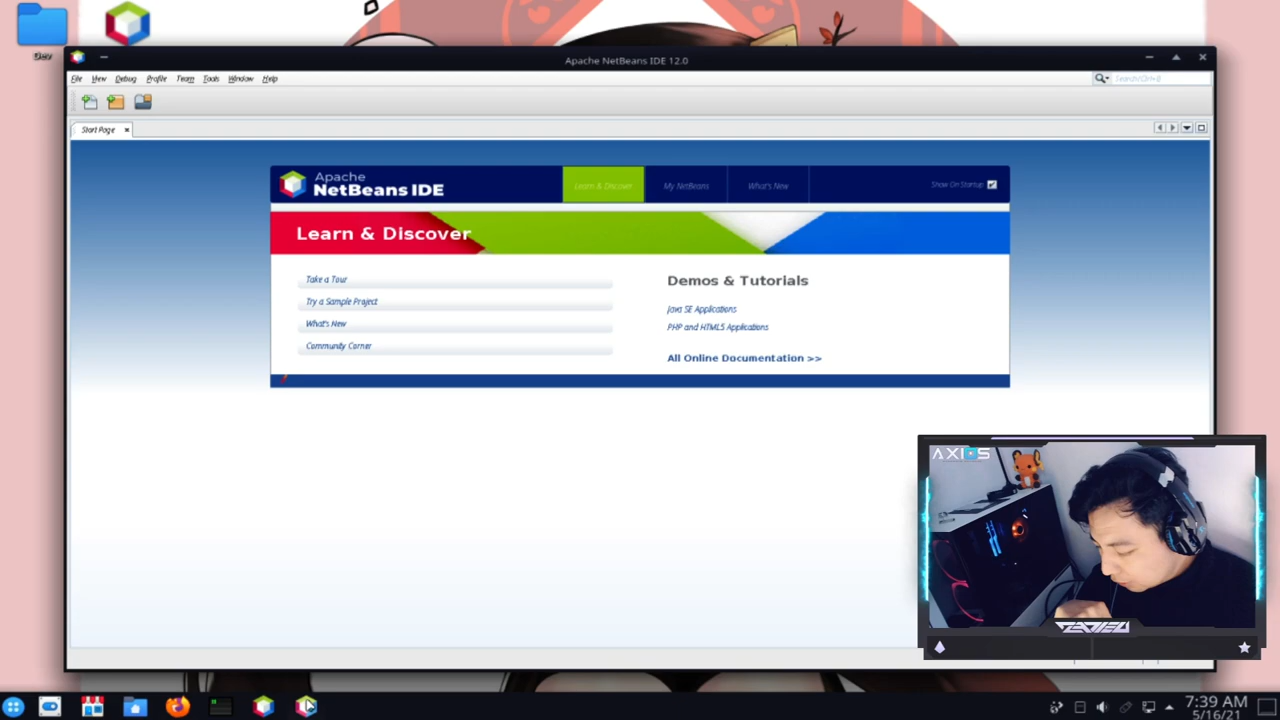 Dev
Apache NetBeans IDE 12.0
File View Debug Profile Team Tools Window Help
Search (Ctrl+I)
Start Page
Apache
NetBeans IDE
Learn & Discover
My NetBeans
What's New
Show On Startup
Learn & Discover
Take a Tour
Try a Sample Project
What's New
Community Corner
Demos & Tutorials
Java SE Applications
PHP and HTML5 Applications
All Online Documentation >>
AXIOS
7:39 AM
5/16/21